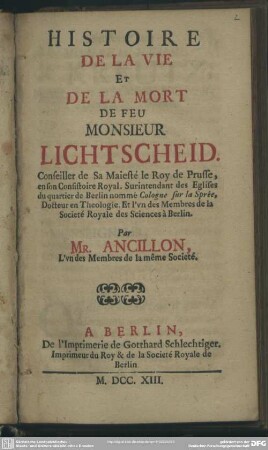 HISTOIRE
DE LA VIE
ET
DE LA MORT
DE FEU
MONSIEUR
LICHTSCHEID.
Conseiller de Sa Maiesté le Roy de Prusse,
en son Consistoire Royal. Surintendant des Eglises
du quartier de Berlin nommé Cologne sur la Sprée,
Docteur en Theologie. Et l'vn des Membres de la
Societé Royale des Sciences à Berlin.
Par
MR. ANCILLON,
L'vn des Membres de la même Societé.
A BERLIN,
De l'Imprimerie de Gotthard Schlechtiger.
Imprimeur du Roy & de la Societé Royale de
Berlin
M. DCC. XIII.